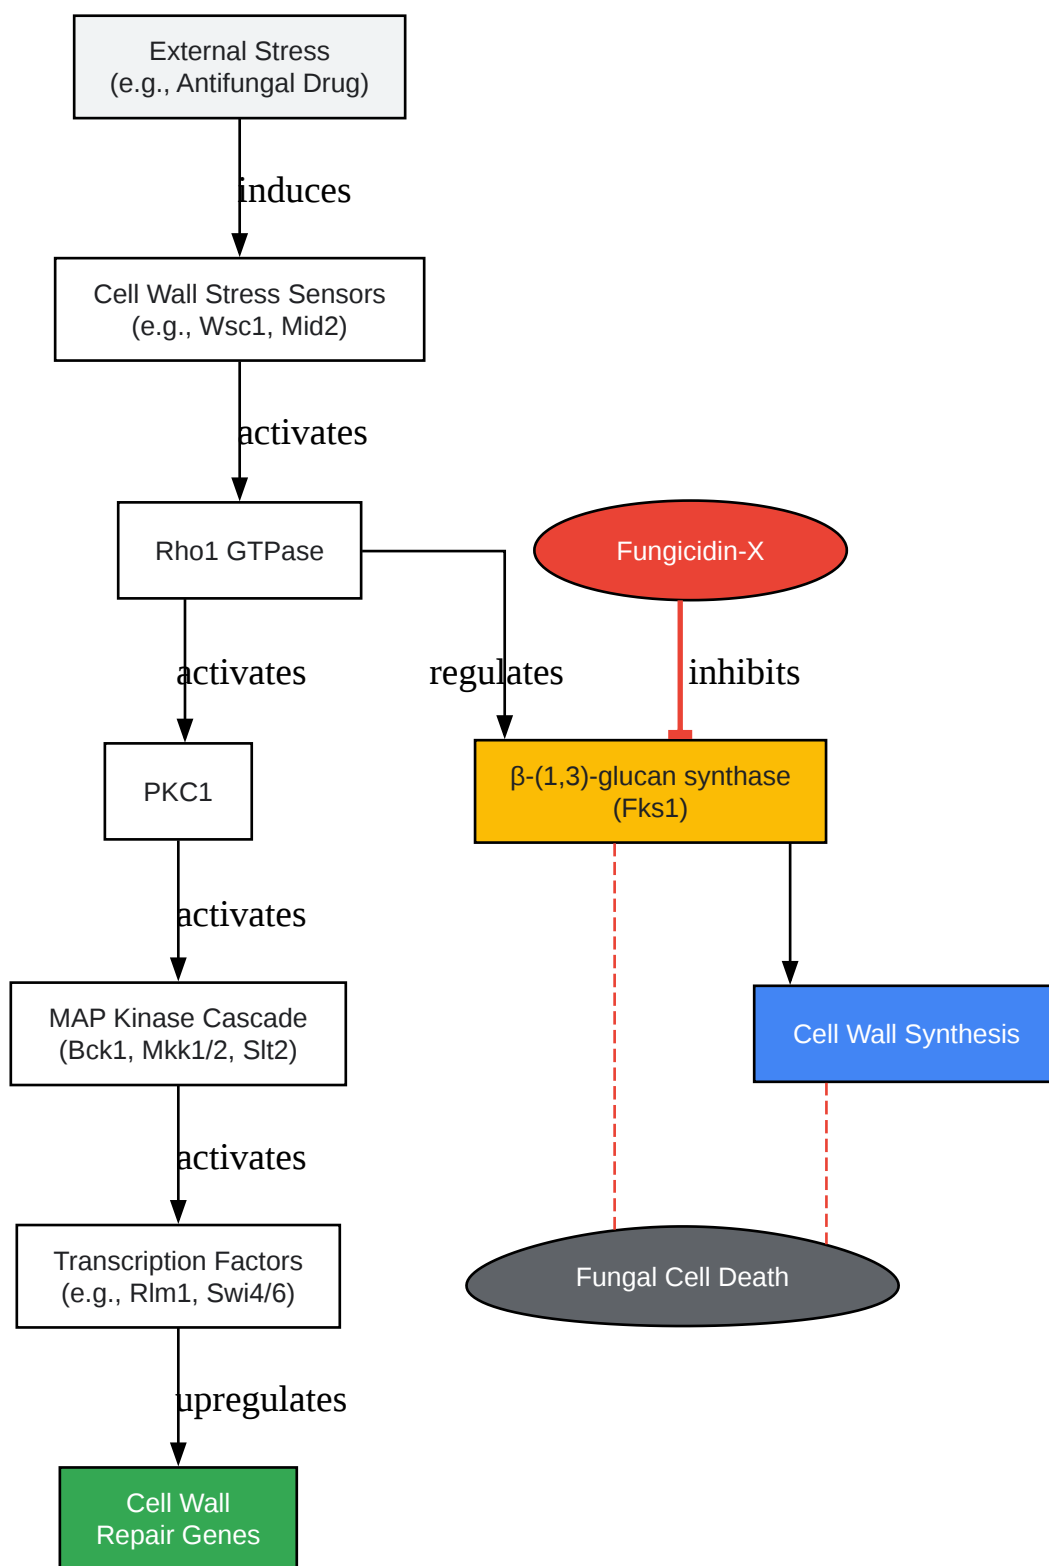 External Stress
(e.g., Antifungal Drug)
induces
Cell Wall Stress Sensors
(e.g., Wsc1, Mid2)
activates
Rho1 GTPase
Fungicidin-X
activates
regulates
inhibits
PKC1
β-(1,3)-glucan synthase
(Fks1)
activates
MAP Kinase Cascade
(Bck1, Mkk1/2, Slt2)
Cell Wall Synthesis
activates
Transcription Factors
(e.g., Rlm1, Swi4/6)
Fungal Cell Death
upregulates
Cell Wall
Repair Genes